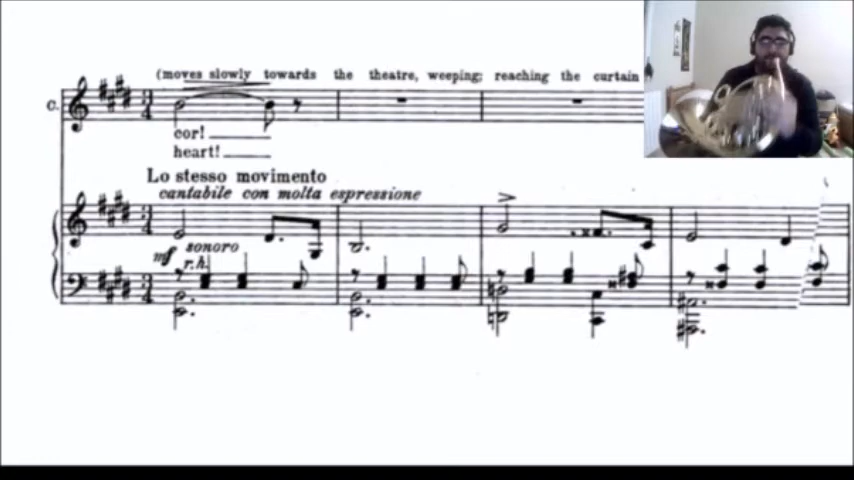 (moves slowly towards the theatre, weeping; reaching the curtain
C.
cor!
heart!
Lo stesso movimento
cantabile con molta espressione
mf sonoro
r.h.